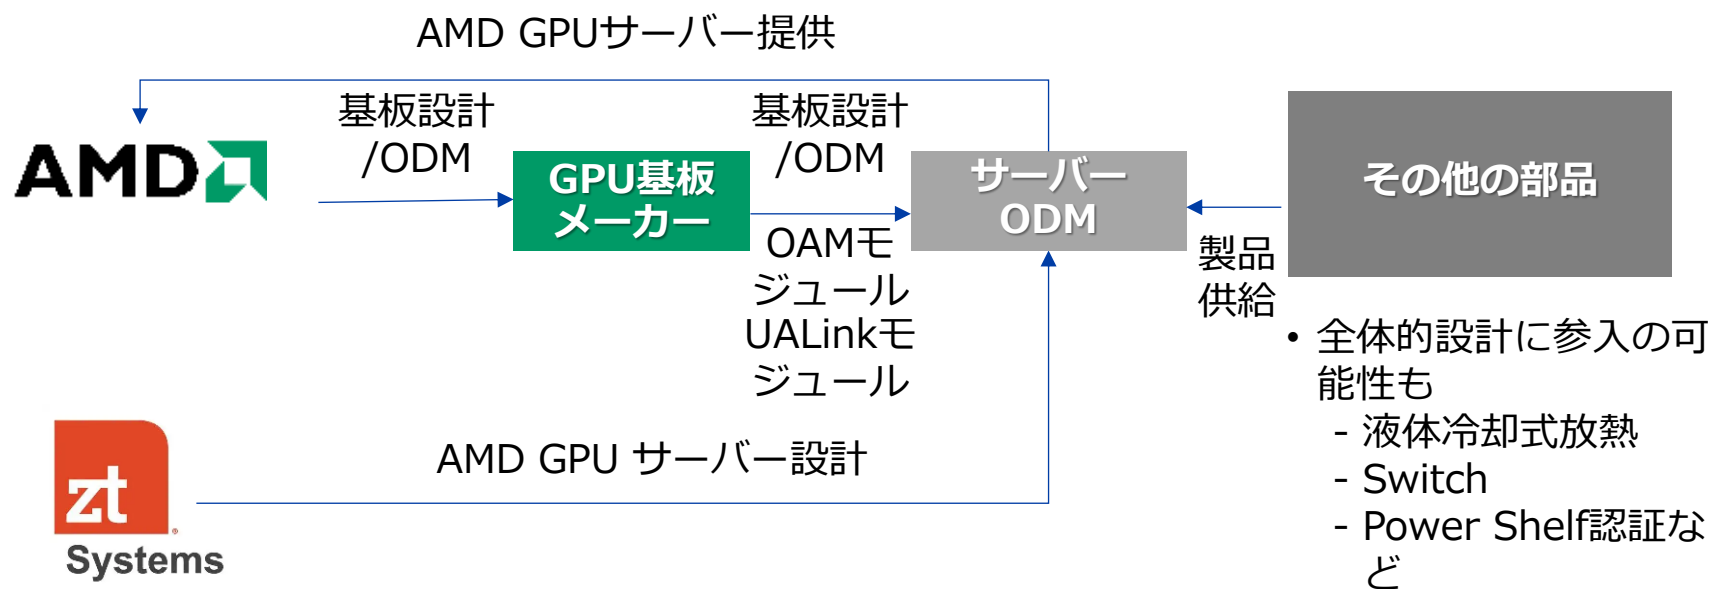 AMD GPUサーバー提供
基板設計
/ODM
基板設計
/ODM
AMD
GPU基板
メーカー
サーバー
ODM
その他の部品
OAMモ
ジュール
UALinkモ
ジュール
製品
供給
• 全体的設計に参入の可
能性も
- 液体冷却式放熱
- Switch
- Power Shelf認証な
ど
AMD GPU サーバー設計
zt
®
Systems